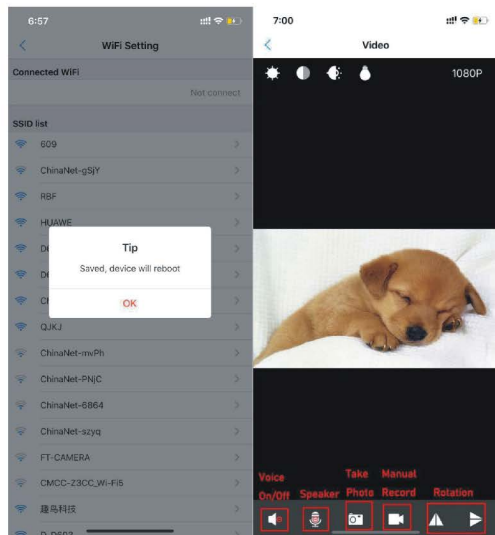 6:57
WiFi Setting
Connected WiFi
Not connect
SSID list
609
ChinaNet-gSjY
RBF
HUAWE
D
Tip
Saved, device will reboot
D
Ch
OK
QJKJ
ChinaNet-mvPh
ChinaNet-PNjC
ChinaNet-6864
ChinaNet-szyq
FT-CAMERA
CMCC-Z3CC_Wi-Fi5
趣鸟科技
7:00
Video
1080P
Voice
On/Off
Speaker
Take
Photo
Manual
Record
Rotation